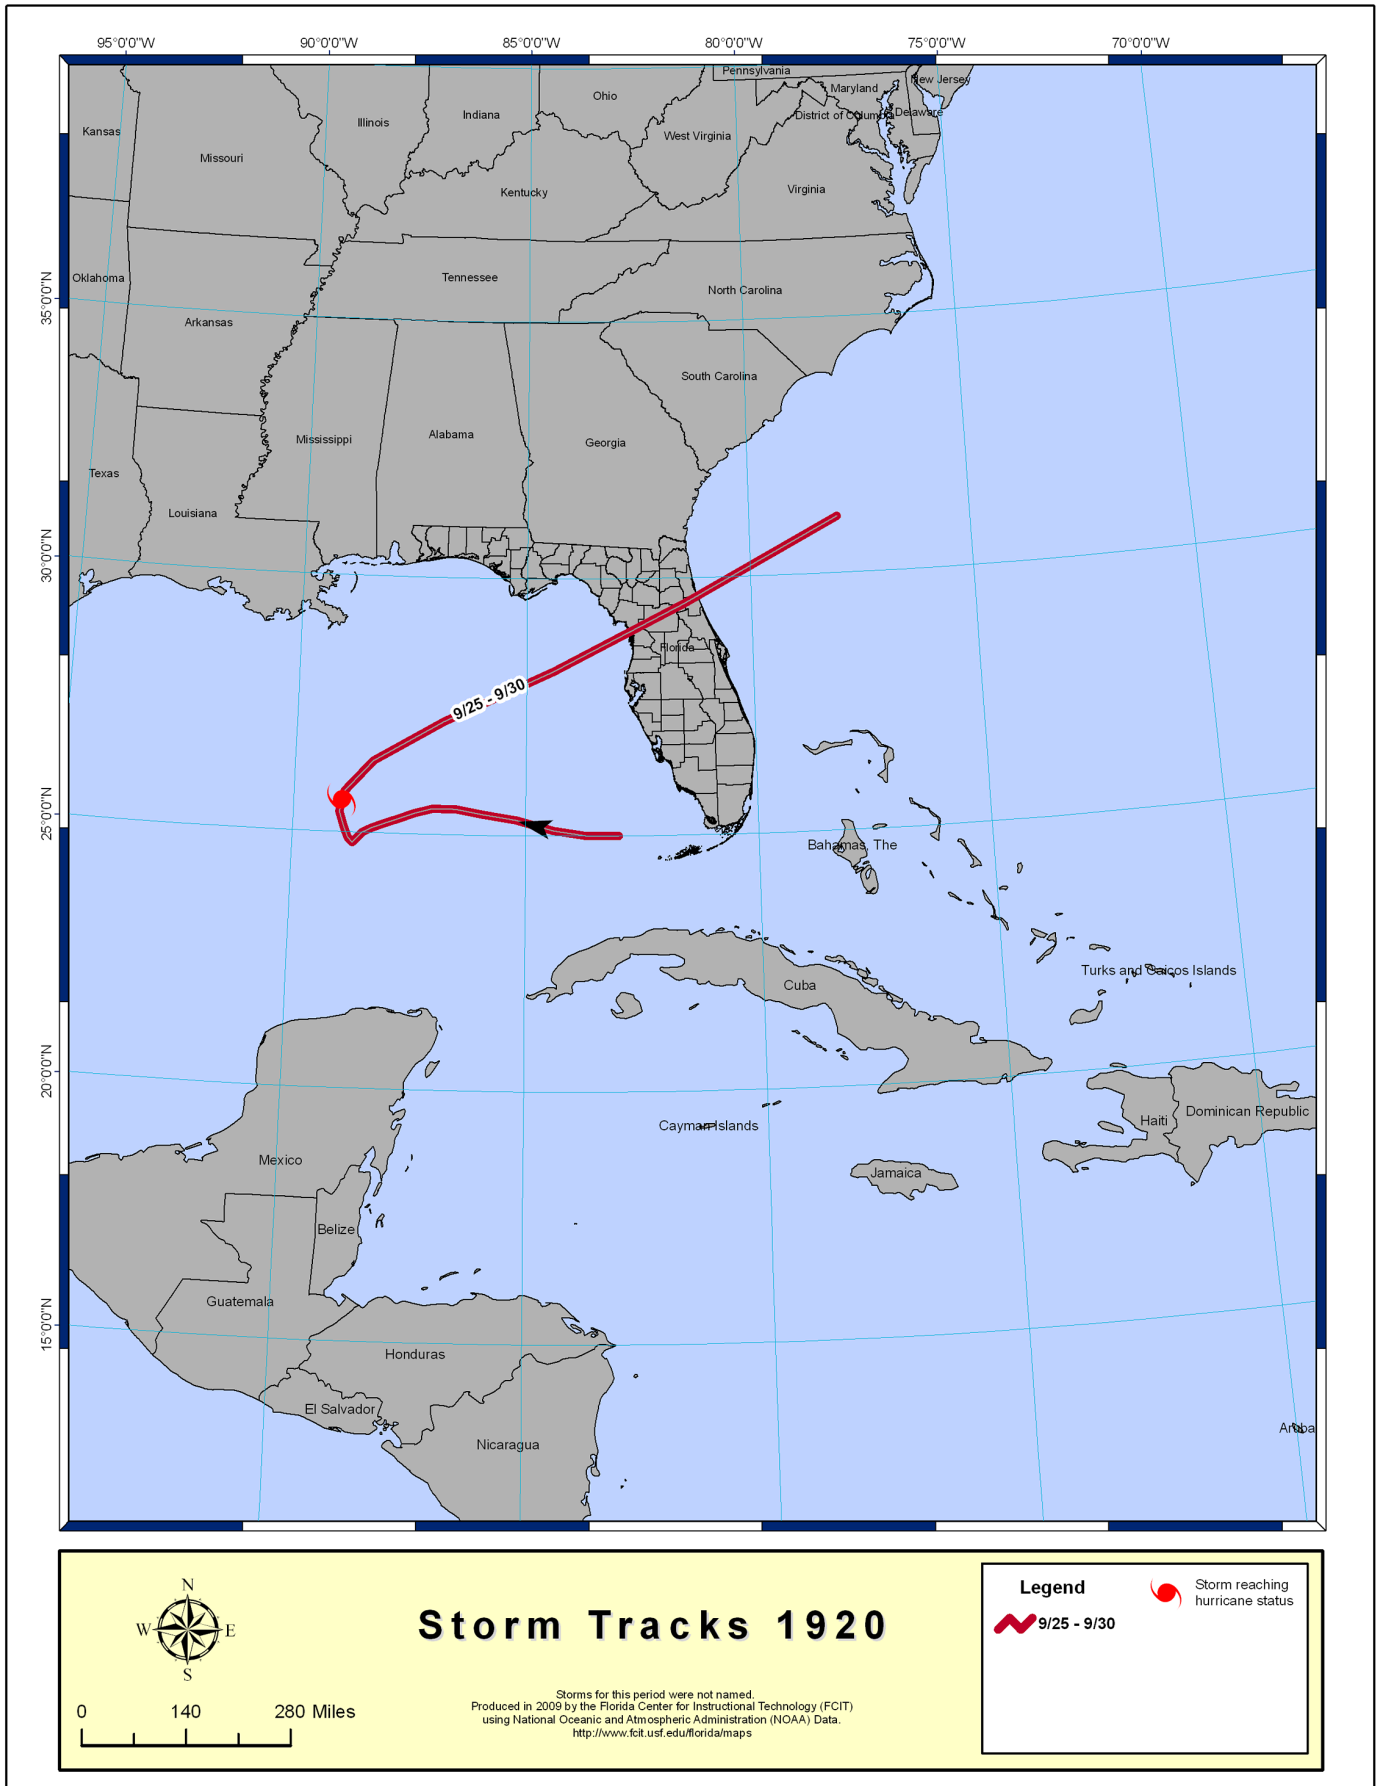 95°0'0"W 90°0'0"W 85°0'0"W 80°0'0"W 75°0'0"W 70°0'0"W
Pennsylvania
New Jersey
Maryland
Ohio
District of Columbia
Delaware
Indiana
Illinois
Kansas
West Virginia
Missouri
Virginia
Kentucky
Oklahoma
Tennessee
North Carolina
35°0'0"N
Arkansas
South Carolina
Mississippi
Alabama
Georgia
Texas
Louisiana
30°0'0"N
Florida
9/25 - 9/30
25°0'0"N
Bahamas, The
Turks and Caicos Islands
Cuba
20°0'0"N
Cayman Islands
Haiti
Dominican Republic
Mexico
Jamaica
Belize
Guatemala
15°0'0"N
Honduras
El Salvador
Nicaragua
Aruba
Storm Tracks 1920
N
W E
S
0 140 280 Miles
Storms for this period were not named.
Produced in 2009 by the Florida Center for Instructional Technology (FCIT)
using National Oceanic and Atmospheric Administration (NOAA) Data.
http://www.fcit.usf.edu/florida/maps
Legend
9/25 - 9/30
Storm reaching
hurricane status